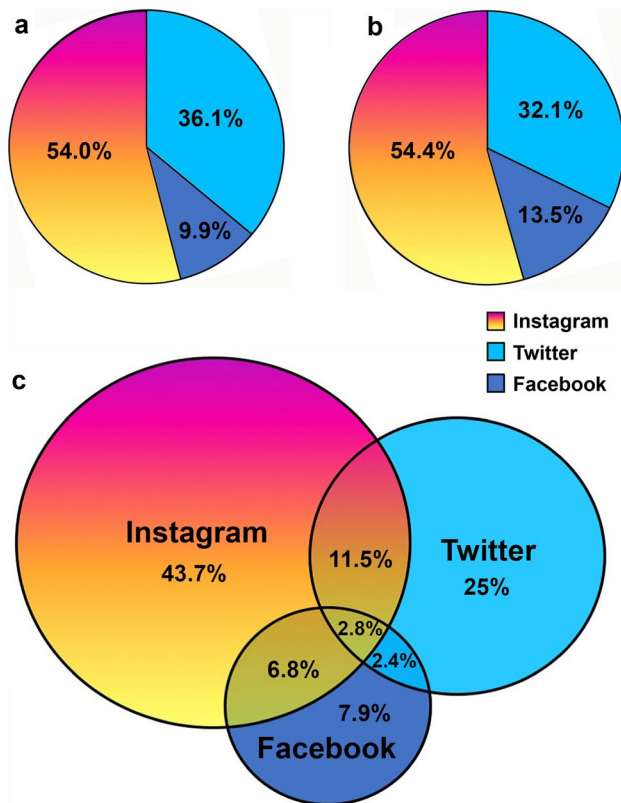 a
b
36.1%
54.0%
9.9%
32.1%
54.4%
13.5%
Instagram
Twitter
Facebook
c
Instagram
43.7%
11.5%
Twitter
25%
2.8%
2.4%
6.8%
7.9%
Facebook